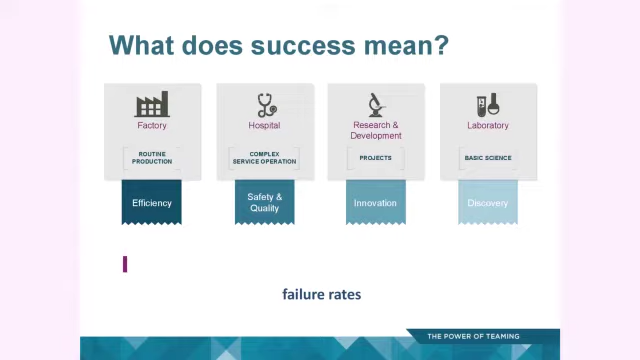 What does success mean?
Factory
ROUTINE
PRODUCTION
Efficiency
Hospital
COMPLEX
SERVICE OPERATION
Safety &
Quality
Research &
Development
PROJECTS
Innovation
Laboratory
BASIC SCIENCE
Discovery
failure rates
THE POWER OF TEAMING